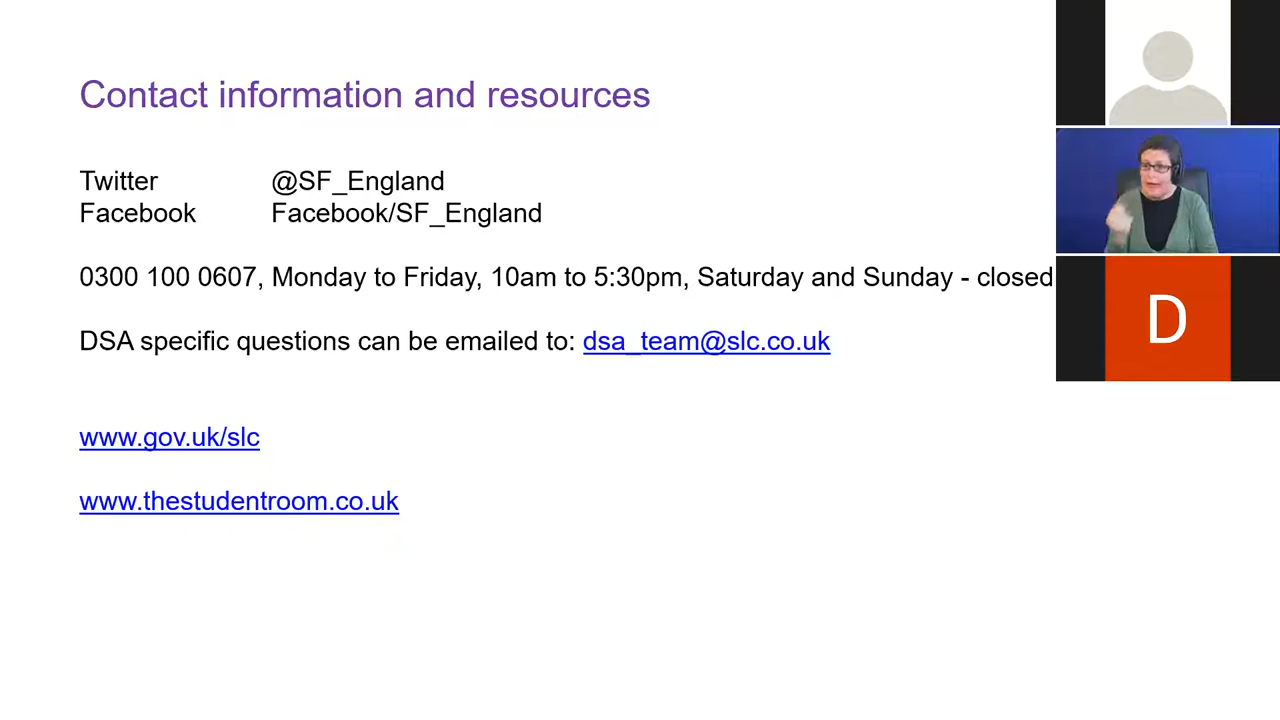 Contact information and resources
Twitter @SF_England
Facebook Facebook/SF_England
0300 100 0607, Monday to Friday, 10am to 5:30pm, Saturday and Sunday - closed
DSA specific questions can be emailed to: dsa_team@slc.co.uk
www.gov.uk/slc
www.thestudentroom.co.uk
D